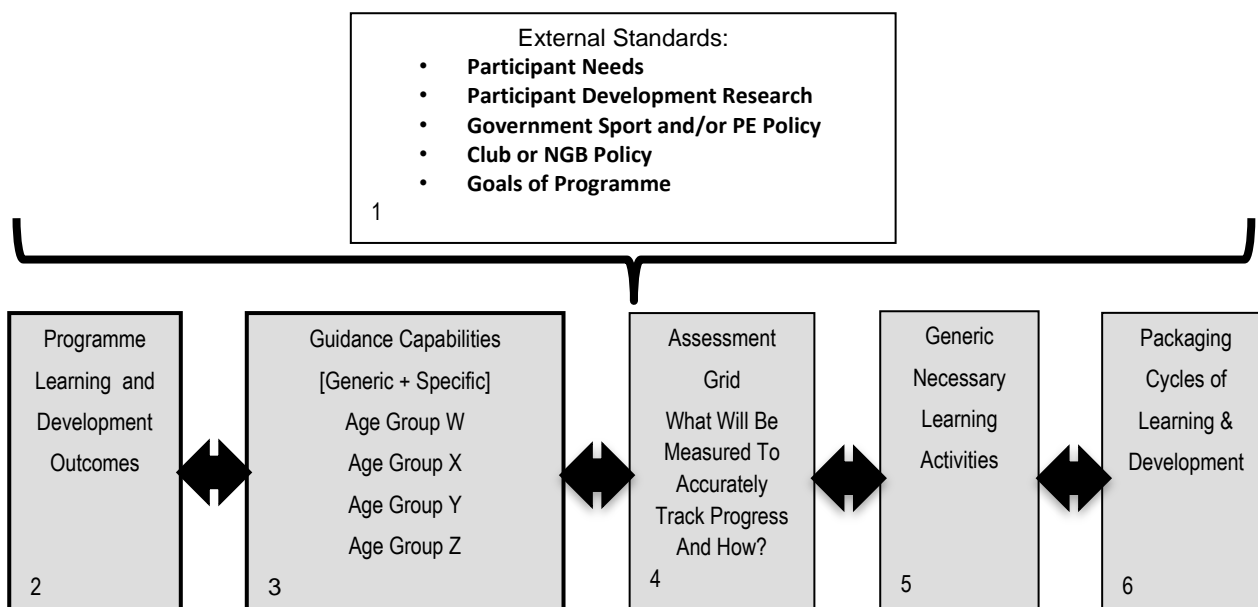 External Standards:
• Participant Needs
• Participant Development Research
• Government Sport and/or PE Policy
• Club or NGB Policy
• Goals of Programme
1
Programme
Learning and
Development
Outcomes
2
Guidance Capabilities
[Generic + Specific]
Age Group W
Age Group X
Age Group Y
Age Group Z
3
Assessment
Grid
What Will Be
Measured To
Accurately
Track Progress
And How?
4
Generic
Necessary
Learning
Activities
5
Packaging
Cycles of
Learning &
Development
6